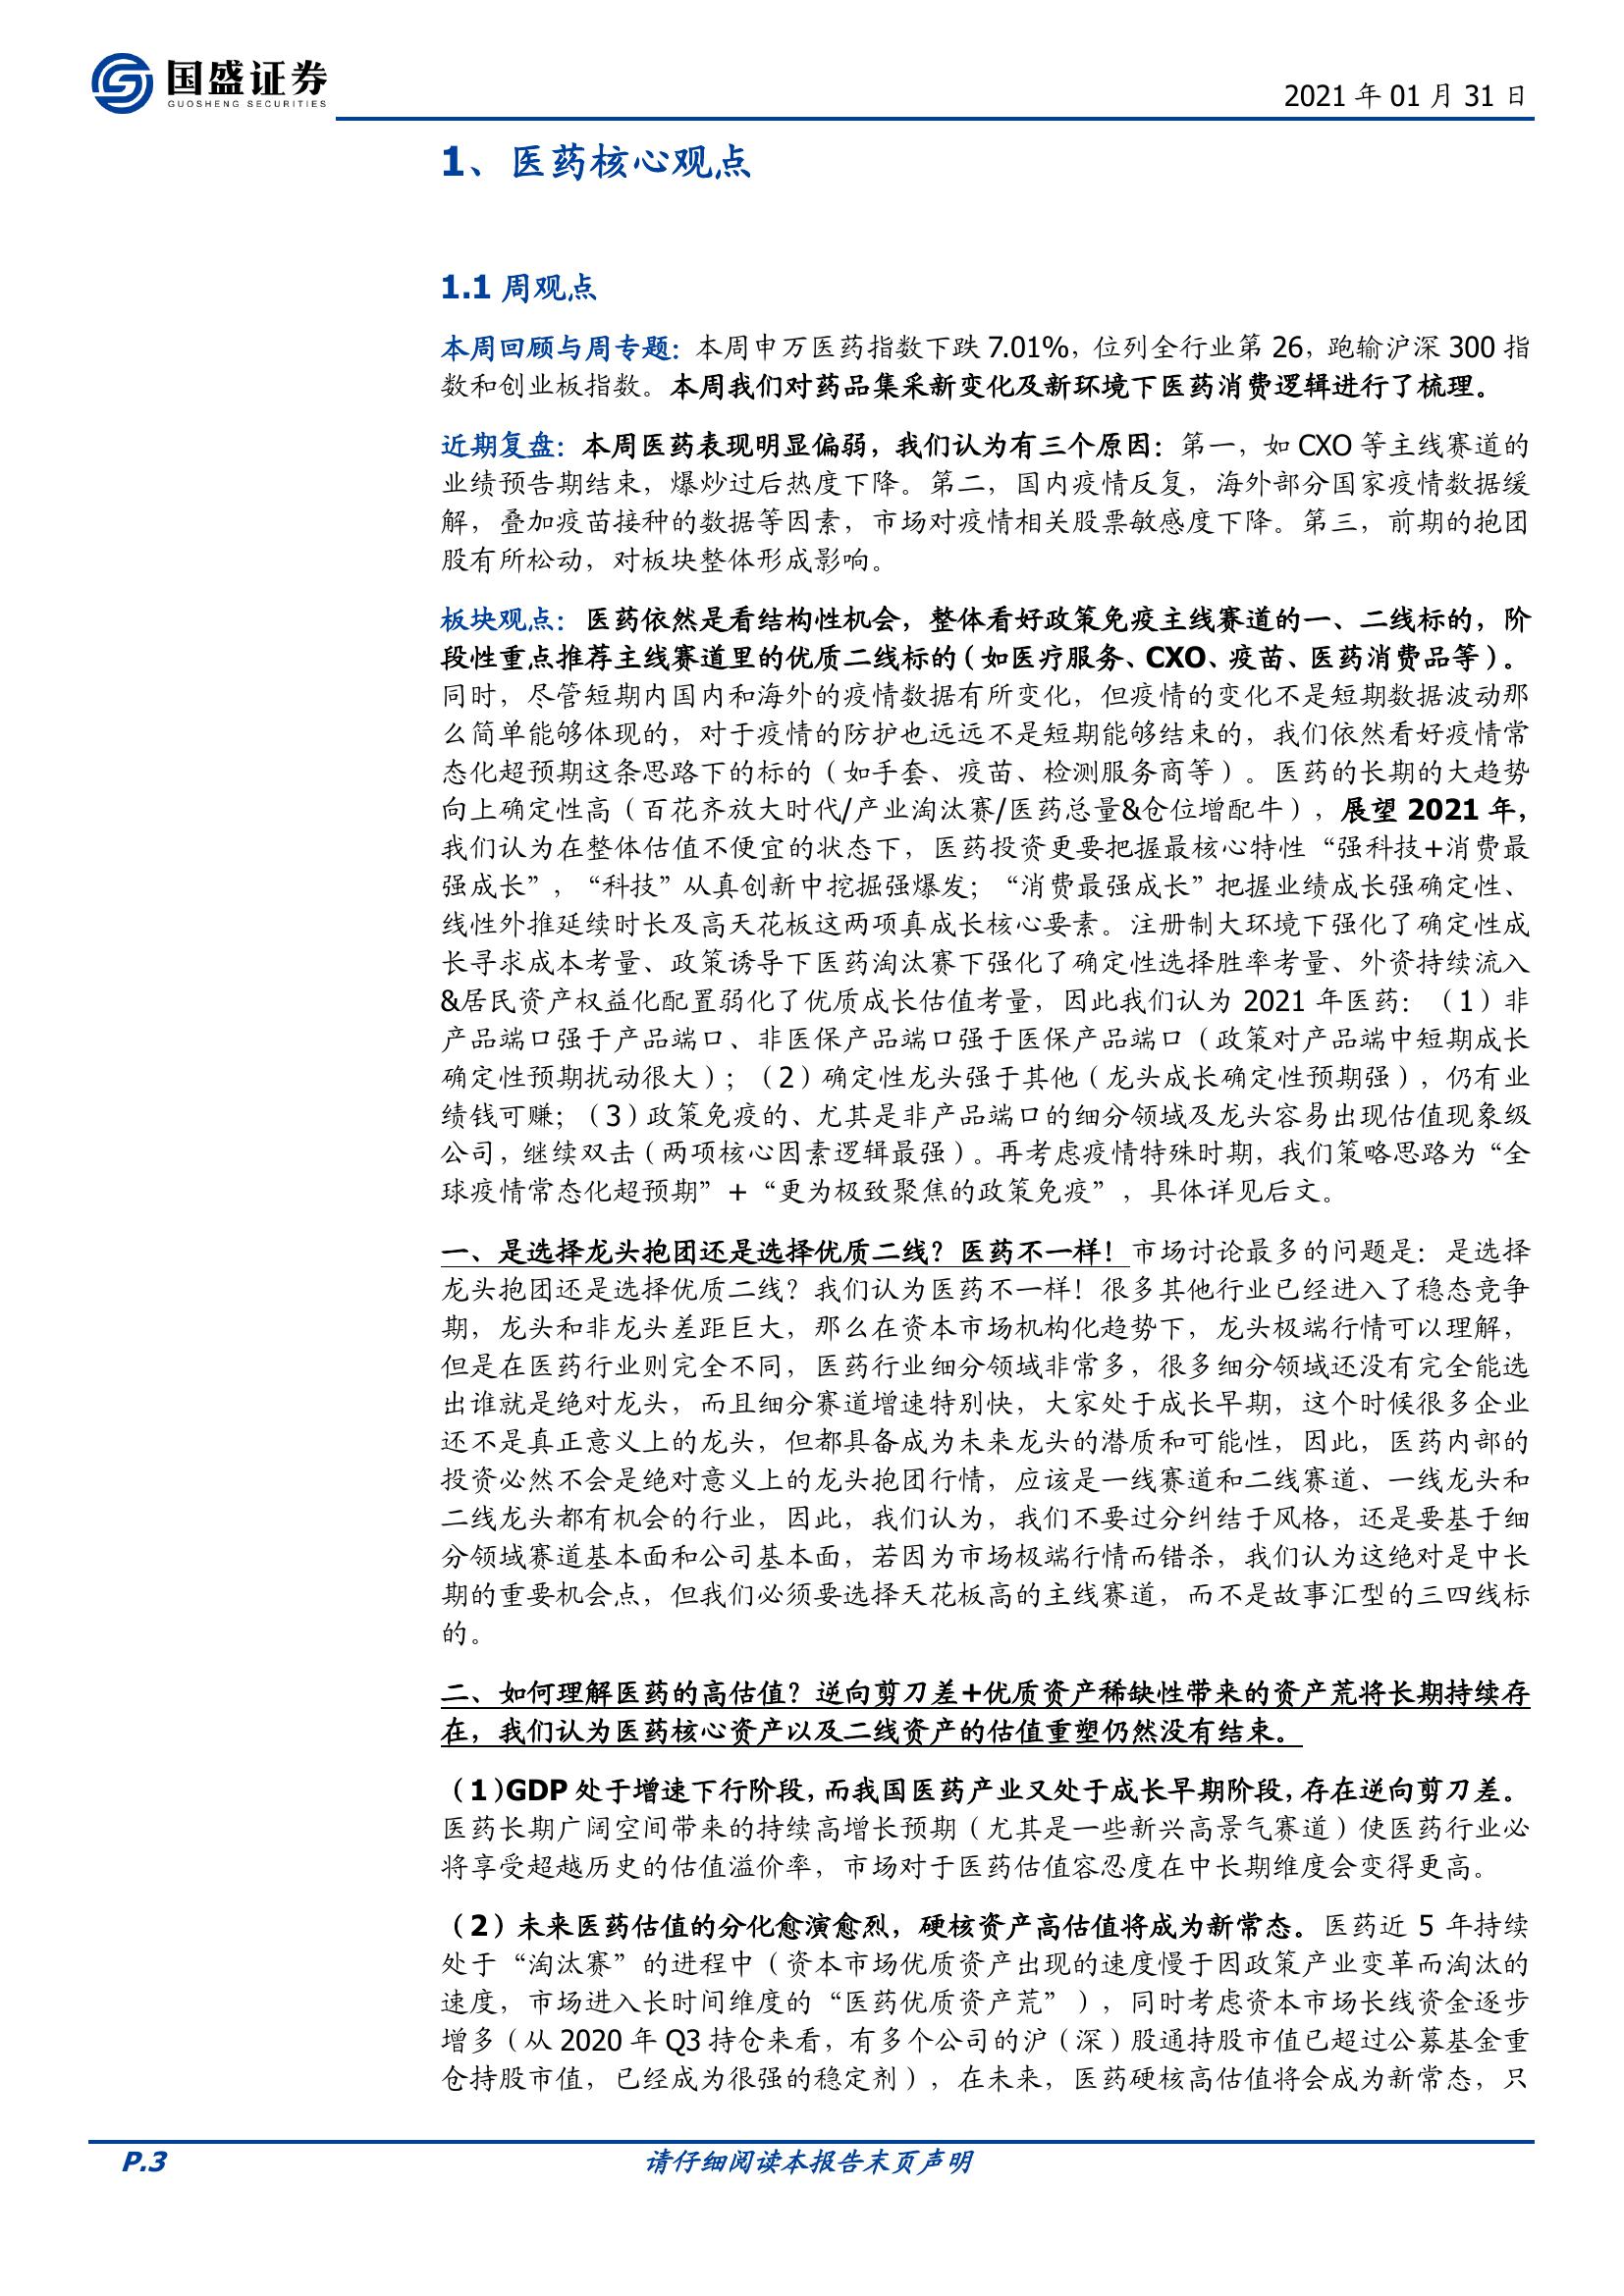 国盛证券
GUOSHENG SECURITIES
2021 年 01 月 31 日
1、医药核心观点
1.1 周观点
本周回顾与周专题：本周申万医药指数下跌 7.01%，位列全行业第 26，跑输沪深 300 指
数和创业板指数。本周我们对药品集采新变化及新环境下医药消费逻辑进行了梳理。
近期复盘：本周医药表现明显偏弱，我们认为有三个原因：第一，如 CXO 等主线赛道的
业绩预告期结束，爆炒过后热度下降。第二，国内疫情反复，海外部分国家疫情数据缓
解，叠加疫苗接种的数据等因素，市场对疫情相关股票敏感度下降。第三，前期的抱团
股有所松动，对板块整体形成影响。
板块观点：医药依然是看结构性机会，整体看好政策免疫主线赛道的一、二线标的，阶
段性重点推荐主线赛道里的优质二线标的（如医疗服务、CXO、疫苗、医药消费品等）。
同时，尽管短期内国内和海外的疫情数据有所变化，但疫情的变化不是短期数据波动那
么简单能够体现的，对于疫情的防护也远远不是短期能够结束的，我们依然看好疫情常
态化超预期这条思路下的标的（如手套、疫苗、检测服务商等）。医药的长期的大趋势
向上确定性高（百花齐放大时代/产业淘汰赛/医药总量&仓位增配牛），展望 2021 年，
我们认为在整体估值不便宜的状态下，医药投资更要把握最核心特性“强科技+消费最
强成长”，“科技”从真创新中挖掘强爆发；“消费最强成长”把握业绩成长强确定性、
线性外推延续时长及高天花板这两项真成长核心要素。注册制大环境下强化了确定性成
长寻求成本考量、政策诱导下医药淘汰赛下强化了确定性选择胜率考量、外资持续流入
&居民资产权益化配置弱化了优质成长估值考量，因此我们认为 2021 年医药：（1）非
产品端口强于产品端口、非医保产品端口强于医保产品端口（政策对产品端中短期成长
确定性预期扰动很大）；（2）确定性龙头强于其他（龙头成长确定性预期强），仍有业
绩钱可赚；（3）政策免疫的、尤其是非产品端口的细分领域及龙头容易出现估值现象级
公司，继续双击（两项核心因素逻辑最强）。再考虑疫情特殊时期，我们策略思路为“全
球疫情常态化超预期”+“更为极致聚焦的政策免疫”，具体详见后文。
一、是选择龙头抱团还是选择优质二线？医药不一样！市场讨论最多的问题是：是选择
龙头抱团还是选择优质二线？我们认为医药不一样！很多其他行业已经进入了稳态竞争
期，龙头和非龙头差距巨大，那么在资本市场机构化趋势下，龙头极端行情可以理解，
但是在医药行业则完全不同，医药行业细分领域非常多，很多细分领域还没有完全能选
出谁就是绝对龙头，而且细分赛道增速特别快，大家处于成长早期，这个时候很多企业
还不是真正意义上的龙头，但都具备成为未来龙头的潜质和可能性，因此，医药内部的
投资必然不会是绝对意义上的龙头抱团行情，应该是一线赛道和二线赛道、一线龙头和
二线龙头都有机会的行业，因此，我们认为，我们不要过分纠结于风格，还是要基于细
分领域赛道基本面和公司基本面，若因为市场极端行情而错杀，我们认为这绝对是中长
期的重要机会点，但我们必须要选择天花板高的主线赛道，而不是故事汇型的三四线标
的。
二、如何理解医药的高估值？逆向剪刀差+优质资产稀缺性带来的资产荒将长期持续存
在，我们认为医药核心资产以及二线资产的估值重塑仍然没有结束。
（1）GDP 处于增速下行阶段，而我国医药产业又处于成长早期阶段，存在逆向剪刀差。
医药长期广阔空间带来的持续高增长预期（尤其是一些新兴高景气赛道）使医药行业必
将享受超越历史的估值溢价率，市场对于医药估值容忍度在中长期维度会变得更高。
（2）未来医药估值的分化愈演愈烈，硬核资产高估值将成为新常态。医药近 5 年持续
处于“淘汰赛”的进程中（资本市场优质资产出现的速度慢于因政策产业变革而淘汰的
速度，市场进入长时间维度的“医药优质资产荒”），同时考虑资本市场长线资金逐步
增多（从 2020 年 Q3 持仓来看，有多个公司的沪（深）股通持股市值已超过公募基金重
仓持股市值，已经成为很强的稳定剂），在未来，医药硬核高估值将会成为新常态，只
P.3
请仔细阅读本报告末页声明